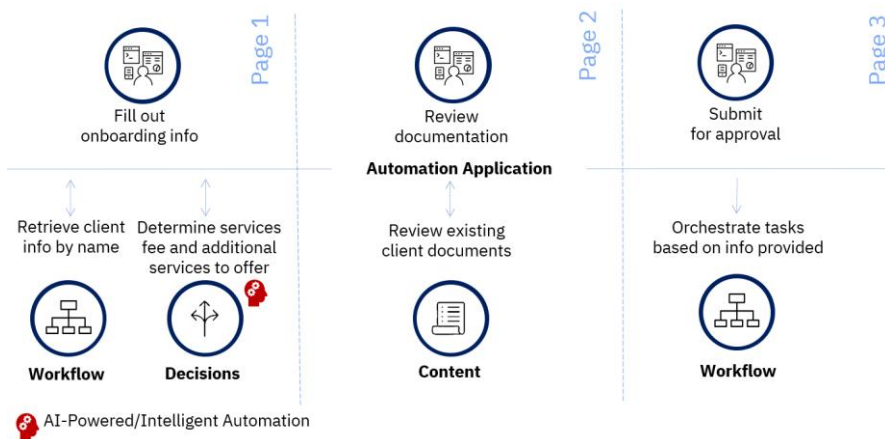 Page 1
Fill out
onboarding info
Page 2
Review
documentation
Page 3
Submit
for approval
Automation Application
Retrieve client
info by name
Determine services
fee and additional
services to offer
Review existing
client documents
Orchestrate tasks
based on info provided
Workflow
Decisions
Content
Workflow
AI-Powered/Intelligent Automation